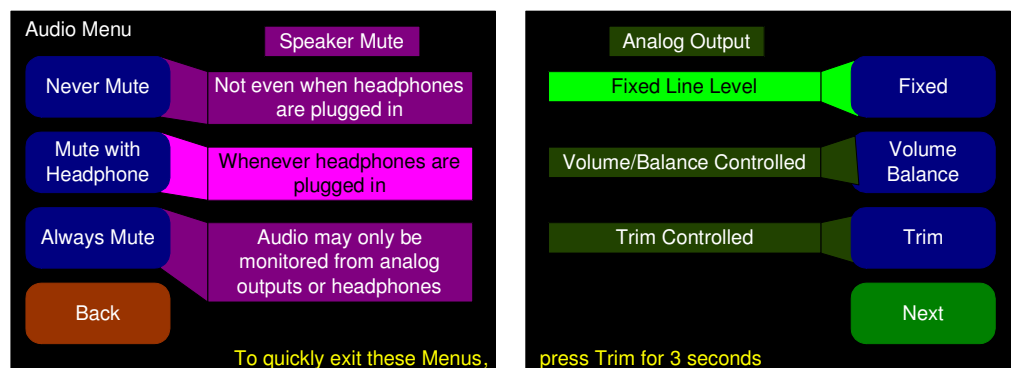 Audio Menu
Speaker Mute
Never Mute
Not even when headphones
are plugged in
Mute with
Headphone
Whenever headphones are
plugged in
Always Mute
Audio may only be
monitored from analog
outputs or headphones
Back
To quickly exit these Menus,
Analog Output
Fixed Line Level
Fixed
Volume/Balance Controlled
Volume
Balance
Trim Controlled
Trim
Next
press Trim for 3 seconds